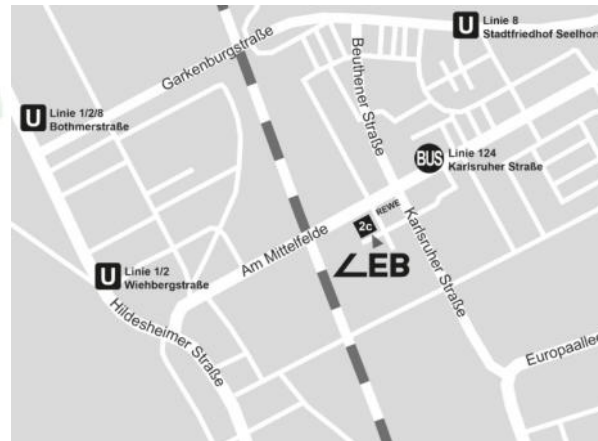 Linie 8
Stadtfriedhof Seelhors
Garkenburgstraße
Beuthener Straße
Linie 1/2/8
Bothmerstraße
BUS
Linie 124
Karlsruher Straße
REWE
2c
Am Mittelfelde
Karlsruher Straße
∠EB
U
U
U
Linie 1/2
Wiehbergstraße
Hildesheimer Straße
Europaallee